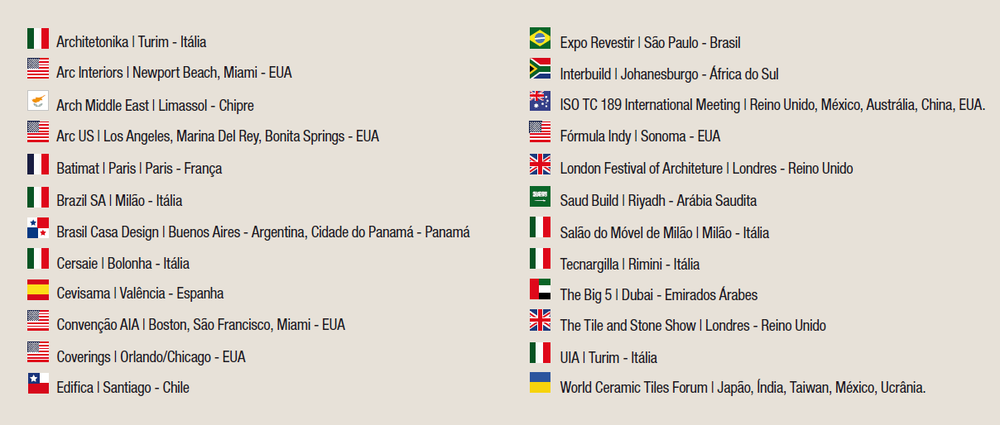 Architetonika | Turim - Itália
Arc Interiors | Newport Beach, Miami - EUA
Arch Middle East | Limassol - Chipre
Arc US | Los Angeles, Marina Del Rey, Bonita Springs - EUA
Batimat | Paris | Paris - França
Brazil SA | Milão - Itália
Brasil Casa Design | Buenos Aires - Argentina, Cidade do Panamá - Panamá
Cersaie | Bolonha - Itália
Cevisama | Valência - Espanha
Convenção AIA | Boston, São Francisco, Miami - EUA
Coverings | Orlando/Chicago - EUA
Edifica | Santiago - Chile
Expo Revestir | São Paulo - Brasil
Interbuild | Johanesburgo - África do Sul
ISO TC 189 International Meeting | Reino Unido, México, Austrália, China, EUA.
Fórmula Indy | Sonoma - EUA
London Festival of Architeture | Londres - Reino Unido
Saud Build | Riyadh - Arábia Saudita
Salão do Móvel de Milão | Milão - Itália
Tecnargilla | Rimini - Itália
The Big 5 | Dubai - Emirados Árabes
The Tile and Stone Show | Londres - Reino Unido
UIA | Turim - Itália
World Ceramic Tiles Forum | Japão, Índia, Taiwan, México, Ucrânia.